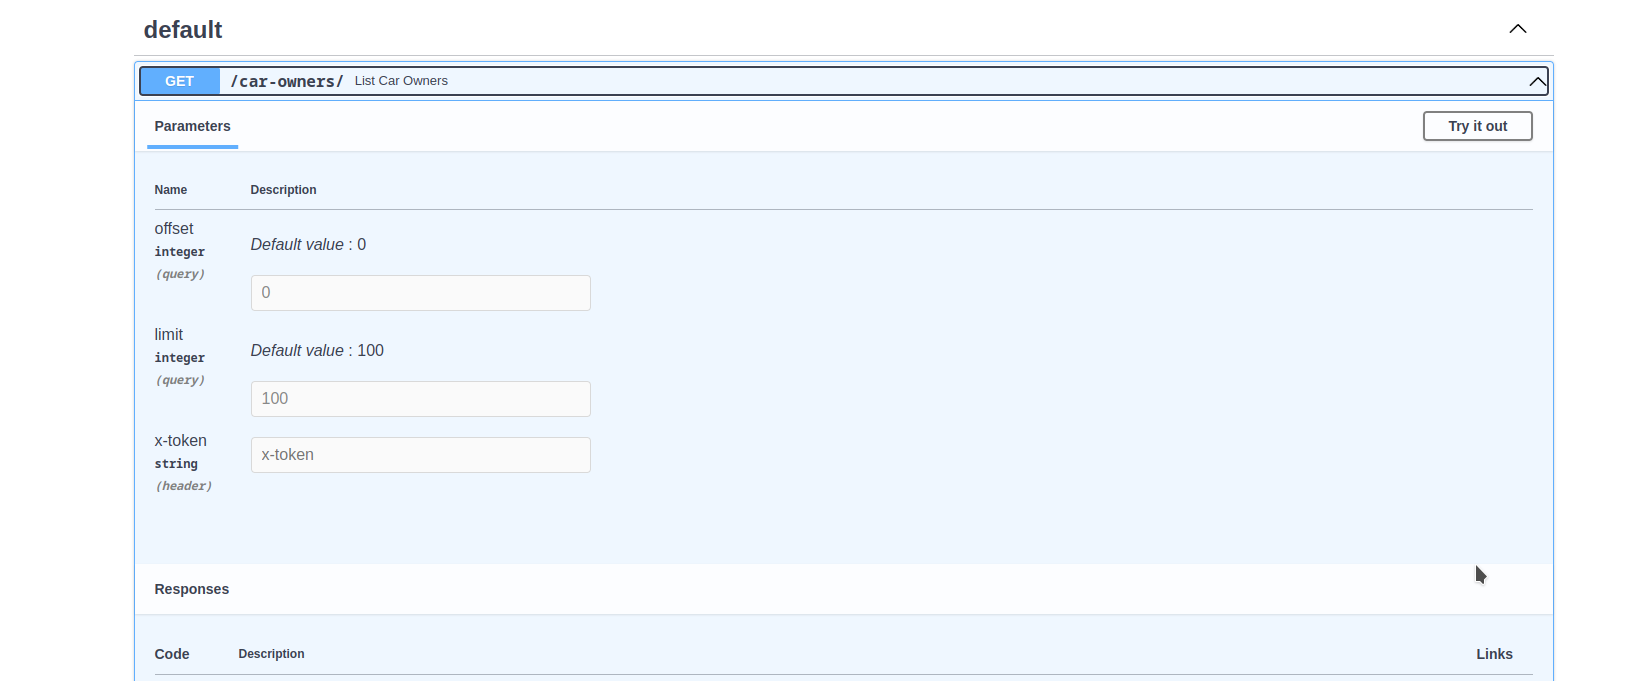 default
GET /car-owners/ List Car Owners
Parameters
Try it out
Name Description
offset
integer
(query)
Default value : 0
0
limit
integer
(query)
Default value : 100
100
x-token
string
(header)
x-token
Responses
Code Description Links